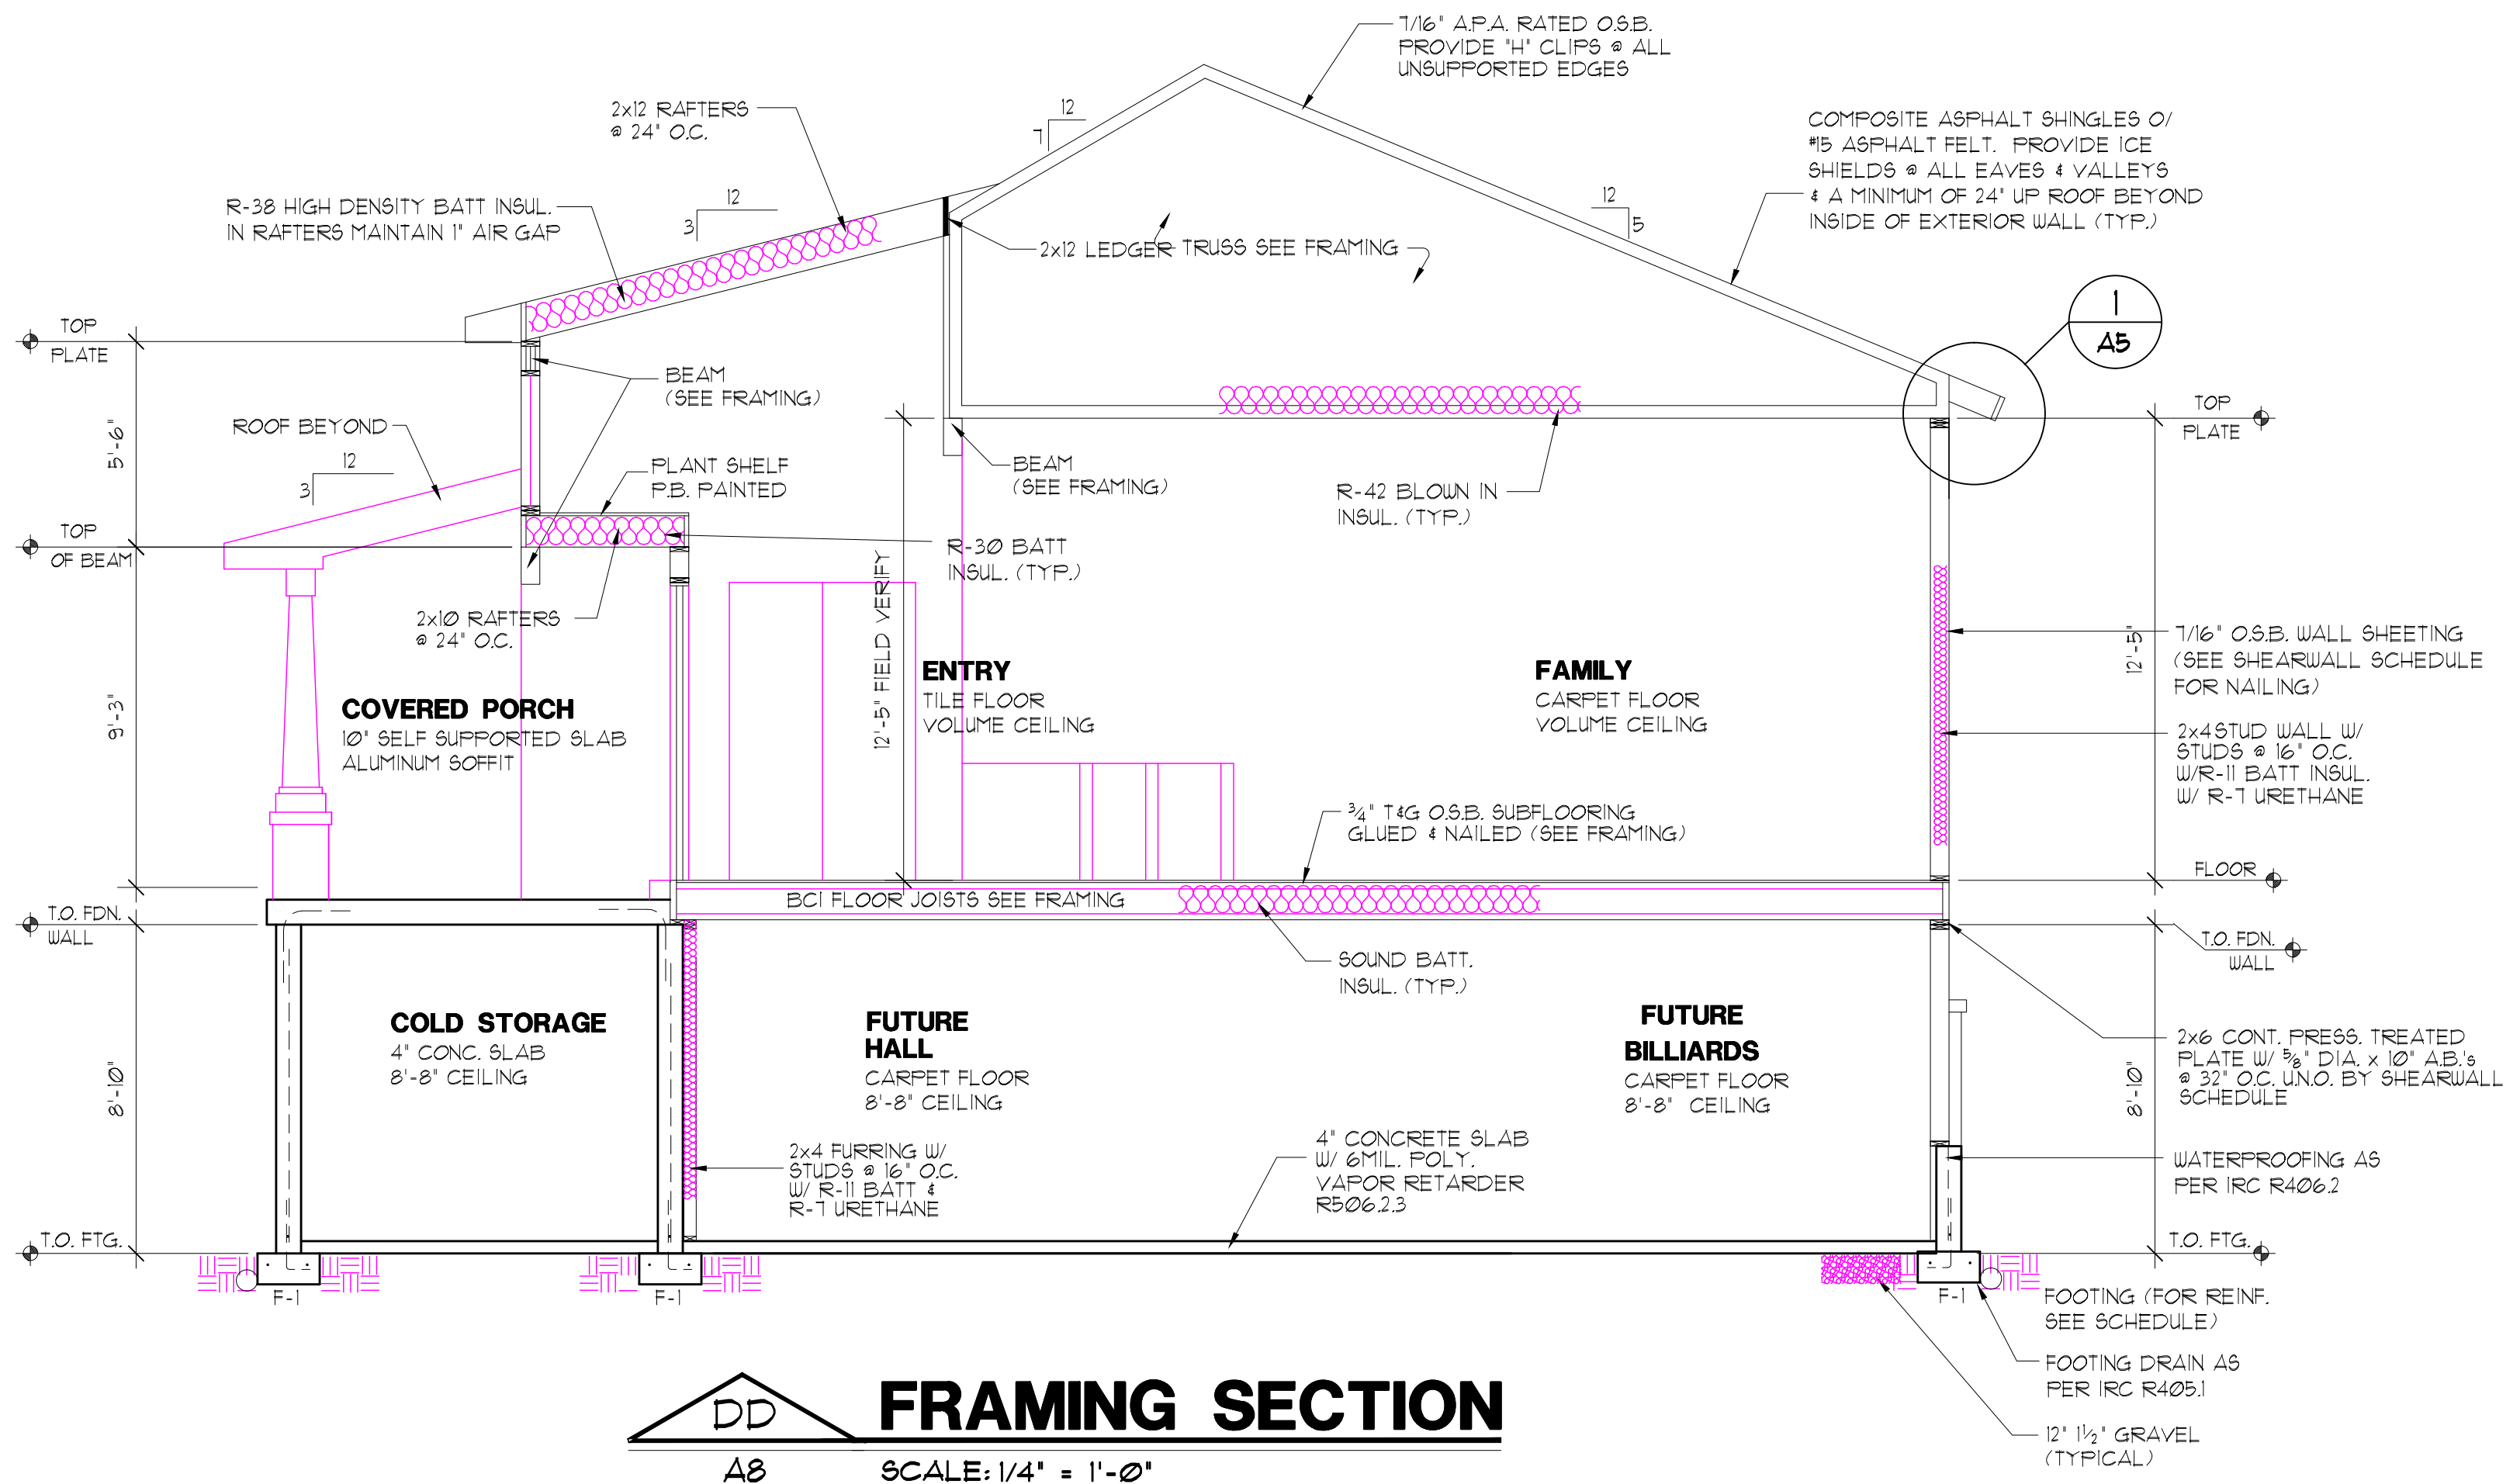 7/16" A.P.A. RATED O.S.B.
PROVIDE "H" CLIPS @ ALL
UNSUPPORTED EDGES
2x12 RAFTERS
@ 24" O.C.
12
7
COMPOSITE ASPHALT SHINGLES O/
#15 ASPHALT FELT. PROVIDE ICE
SHIELDS @ ALL EAVES & VALLEYS
& A MINIMUM OF 24" UP ROOF BEYOND
INSIDE OF EXTERIOR WALL (TYP.)
R-38 HIGH DENSITY BATT INSUL.
IN RAFTERS MAINTAIN 1" AIR GAP
12
3
12
5
2x12 LEDGER
TRUSS SEE FRAMING
1
A5
TOP
PLATE
BEAM
(SEE FRAMING)
TOP
PLATE
5'-6"
ROOF BEYOND
12
3
PLANT SHELF
P.B. PAINTED
BEAM
(SEE FRAMING)
R-42 BLOWN IN
INSUL. (TYP.)
TOP
OF BEAM
R-30 BATT
INSUL. (TYP.)
2x10 RAFTERS
@ 24" O.C.
12'-5" FIELD VERIFY
9'-3"
COVERED PORCH
10" SELF SUPPORTED SLAB
ALUMINUM SOFFIT
ENTRY
TILE FLOOR
VOLUME CEILING
FAMILY
CARPET FLOOR
VOLUME CEILING
12'-5"
7/16" O.S.B. WALL SHEETING
(SEE SHEARWALL SCHEDULE
FOR NAILING)
2x4 STUD WALL W/
STUDS @ 16" O.C.
W/R-11 BATT INSUL.
W/ R-7 URETHANE
3/4" T&G O.S.B. SUBFLOORING
GLUED & NAILED (SEE FRAMING)
FLOOR
BCI FLOOR JOISTS SEE FRAMING
T.O. FDN.
WALL
T.O. FDN.
WALL
SOUND BATT.
INSUL. (TYP.)
COLD STORAGE
4" CONC. SLAB
8'-8" CEILING
FUTURE
HALL
CARPET FLOOR
8'-8" CEILING
FUTURE
BILLIARDS
CARPET FLOOR
8'-8" CEILING
8'-10"
8'-10"
2x6 CONT. PRESS. TREATED
PLATE W/ 5/8" DIA. x 10" A.B.'s
@ 32" O.C. U.N.O. BY SHEARWALL
SCHEDULE
2x4 FURRING W/
STUDS @ 16" O.C.
W/ R-11 BATT &
R-7 URETHANE
4" CONCRETE SLAB
W/ 6MIL. POLY.
VAPOR RETARDER
R506.2.3
WATERPROOFING AS
PER IRC R406.2
T.O. FTG.
T.O. FTG.
F-1
F-1
F-1
FOOTING (FOR REINF.
SEE SCHEDULE)
FOOTING DRAIN AS
PER IRC R405.1
12" 1 1/2" GRAVEL
(TYPICAL)
DD
FRAMING SECTION
A8
SCALE: 1/4" = 1'-0"